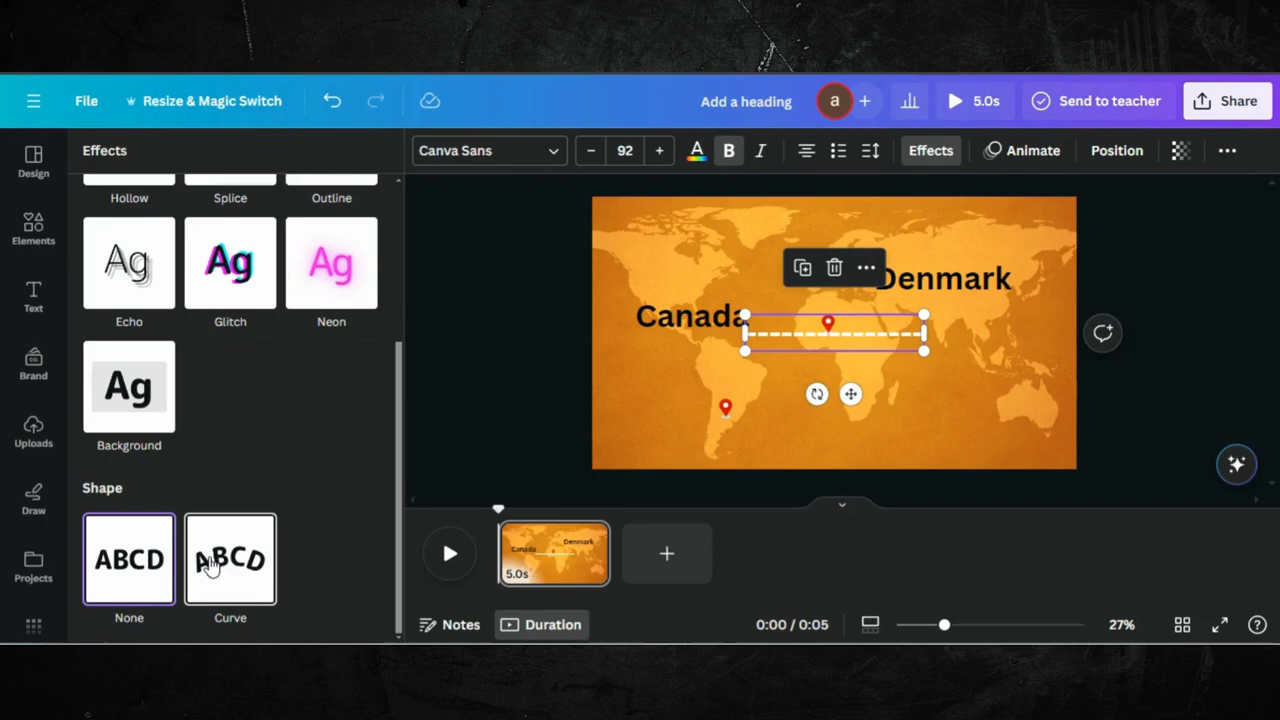 File
Resize & Magic Switch
Add a heading
a
5.0s
Send to teacher
Share
Design
Elements
Text
Brand
Uploads
Draw
Projects
Effects
Hollow
Splice
Outline
Ag
Ag
Ag
Echo
Glitch
Neon
Ag
Background
Shape
ABCD
ABCD
None
Curve
Canva Sans
92
A
B
I
Effects
Animate
Position
Denmark
Canada
Canada
Denmark
5.0s
Notes
Duration
0:00 / 0:05
27%